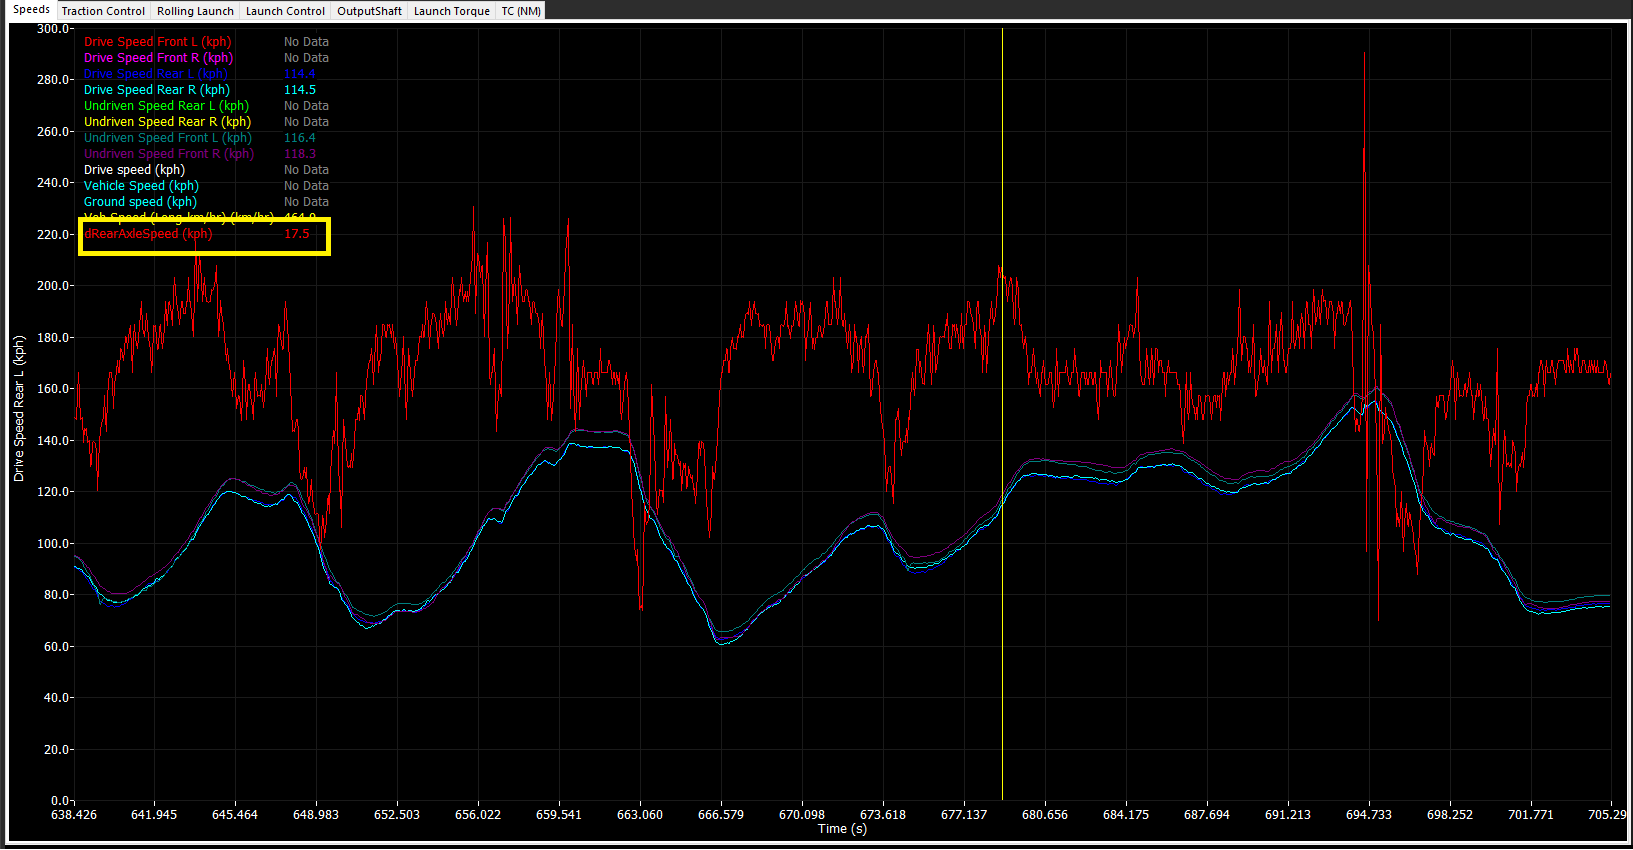 Speeds Traction Control Rolling Launch Launch Control OutputShaft Launch Torque TC (NM)
Drive Speed Front L (kph) No Data
Drive Speed Front R (kph) No Data
Drive Speed Rear L (kph) 114.4
Drive Speed Rear R (kph) 114.5
Undriven Speed Rear L (kph) No Data
Undriven Speed Rear R (kph) No Data
Undriven Speed Front L (kph) 116.4
Undriven Speed Front R (kph) 118.3
Drive speed (kph) No Data
Vehicle Speed (kph) No Data
Ground speed (kph) No Data
Veh Speed (Long km/hr) (km/hr) 464.9
dRearAxleSpeed (kph) 17.5
300.0
280.0
260.0
240.0
220.0
200.0
180.0
160.0
140.0
120.0
100.0
80.0
60.0
40.0
20.0
0.0
Drive Speed Rear L (kph)
638.426 641.945 645.464 648.983 652.503 656.022 659.541 663.060 666.579 670.098 673.618 677.137 680.656 684.175 687.694 691.213 694.733 698.252 701.771 705.29
Time (s)